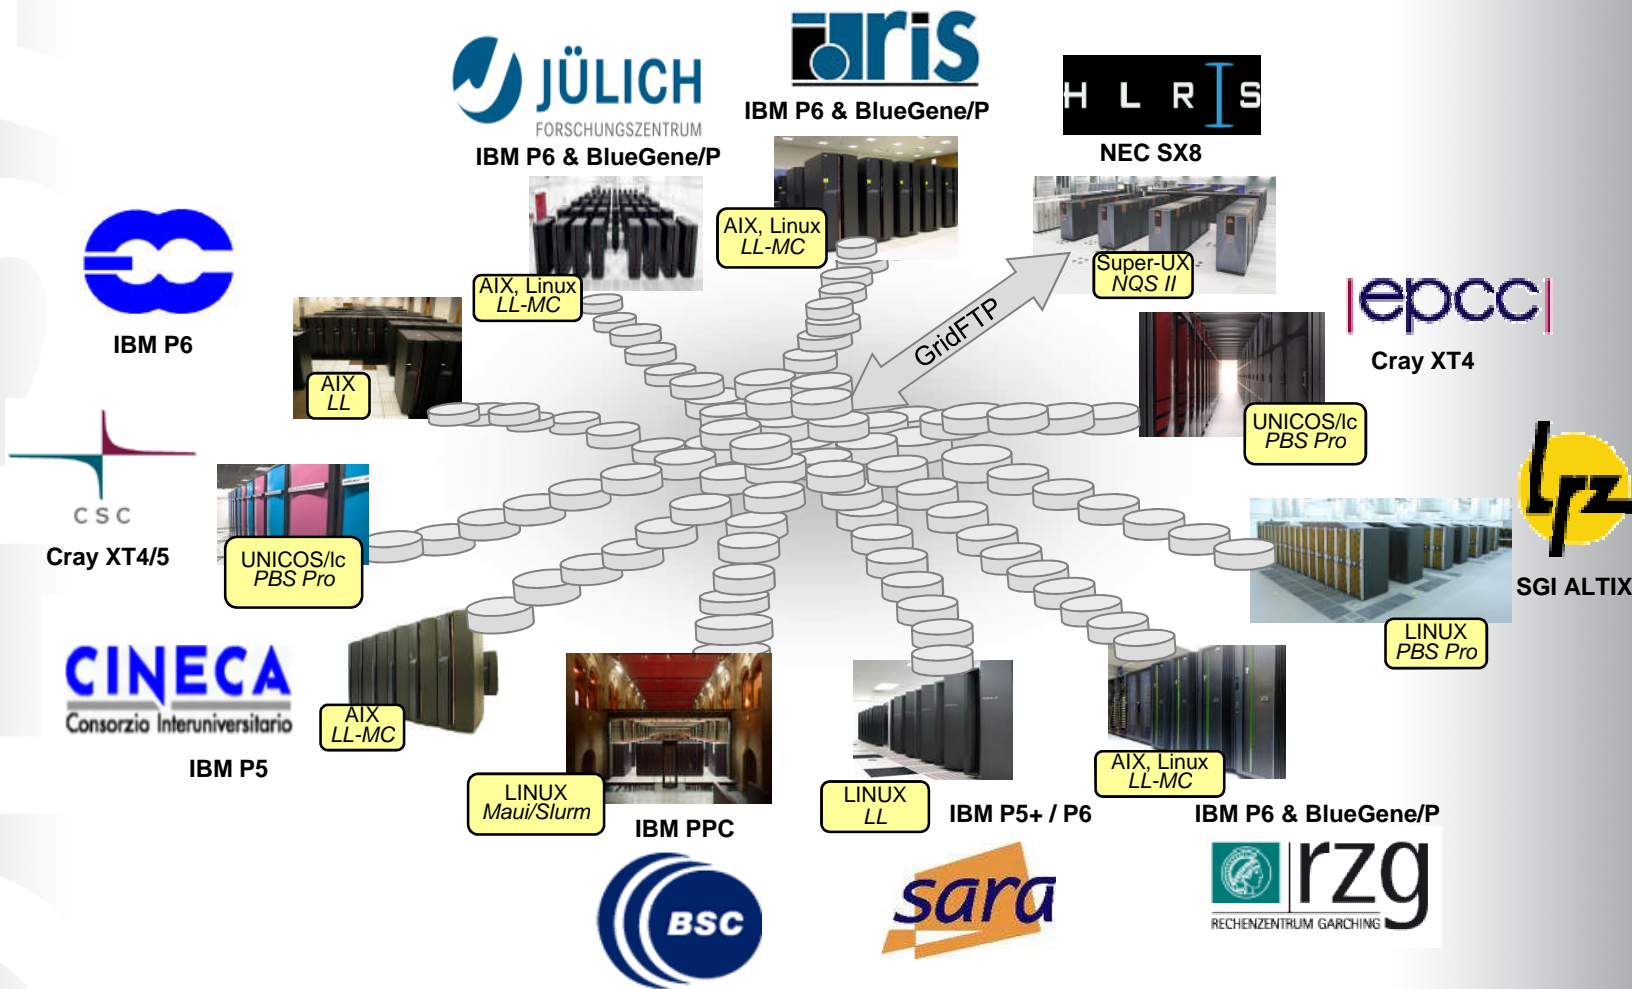 idris
JÜLICH
FORSCHUNGSZENTRUM
IBM P6 & BlueGene/P
IBM P6 & BlueGene/P
HLRIS
NEC SX8
AIX, Linux
LL-MC
AIX, Linux
LL-MC
Super-UX
NQS II
GridFTP
IBM P6
AIX
LL
|epcc|
Cray XT4
UNICOS/lc
PBS Pro
CSC
Cray XT4/5
UNICOS/lc
PBS Pro
lrz
SGI ALTIX
LINUX
PBS Pro
CINECA
Consorzio Interuniversitario
IBM P5
AIX
LL-MC
LINUX
Maui/Slurm
IBM PPC
BSC
LINUX
LL
IBM P5+ / P6
sara
AIX, Linux
LL-MC
IBM P6 & BlueGene/P
rzg
RECHENZENTRUM GARCHING